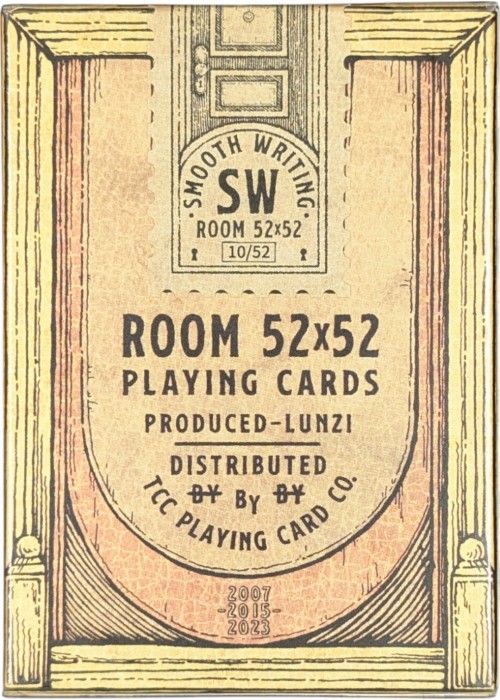 SMOOTH WRITING
SW
ROOM 52x52
10/52
ROOM 52x52
PLAYING CARDS
PRODUCED-LUNZI
DISTRIBUTED
BY By BY
TCC PLAYING CARD CO.
2007
-2015-
2023